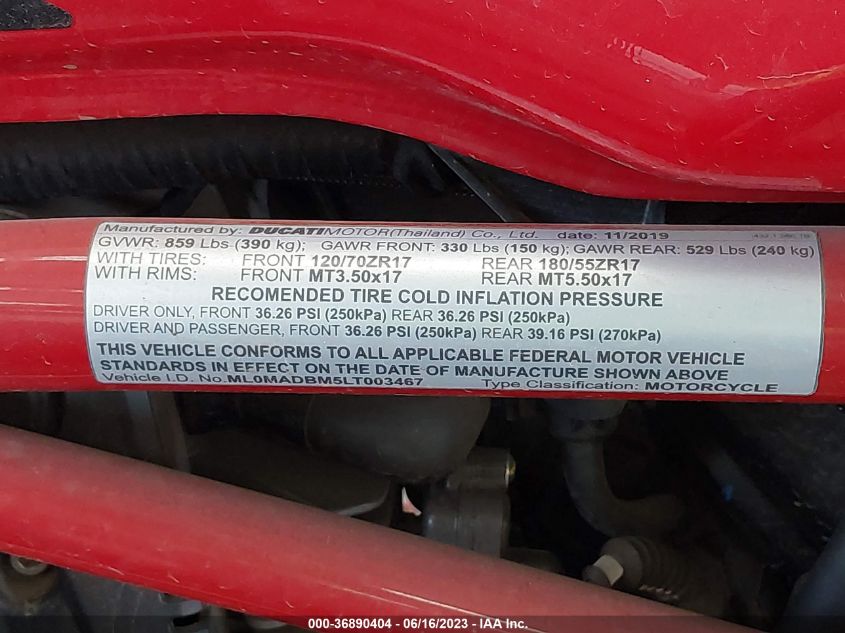 Manufactured by: DUCATI MOTOR (Thailand) Co., Ltd. date: 11/2019
GVWR: 859 Lbs (390 kg); GAWR FRONT: 330 Lbs (150 kg); GAWR REAR: 529 Lbs (240 kg)
WITH TIRES: FRONT 120/70ZR17 REAR 180/55ZR17
WITH RIMS: FRONT MT3.50x17 REAR MT5.50x17
RECOMENDED TIRE COLD INFLATION PRESSURE
DRIVER ONLY, FRONT 36.26 PSI (250kPa) REAR 36.26 PSI (250kPa)
DRIVER AND PASSENGER, FRONT 36.26 PSI (250kPa) REAR 39.16 PSI (270kPa)
THIS VEHICLE CONFORMS TO ALL APPLICABLE FEDERAL MOTOR VEHICLE
STANDARDS IN EFFECT ON THE DATE OF MANUFACTURE SHOWN ABOVE
Vehicle I.D. No. ML0MADBM5LT003467 Type Classification: MOTORCYCLE
000-36890404 - 06/16/2023 - IAA Inc.